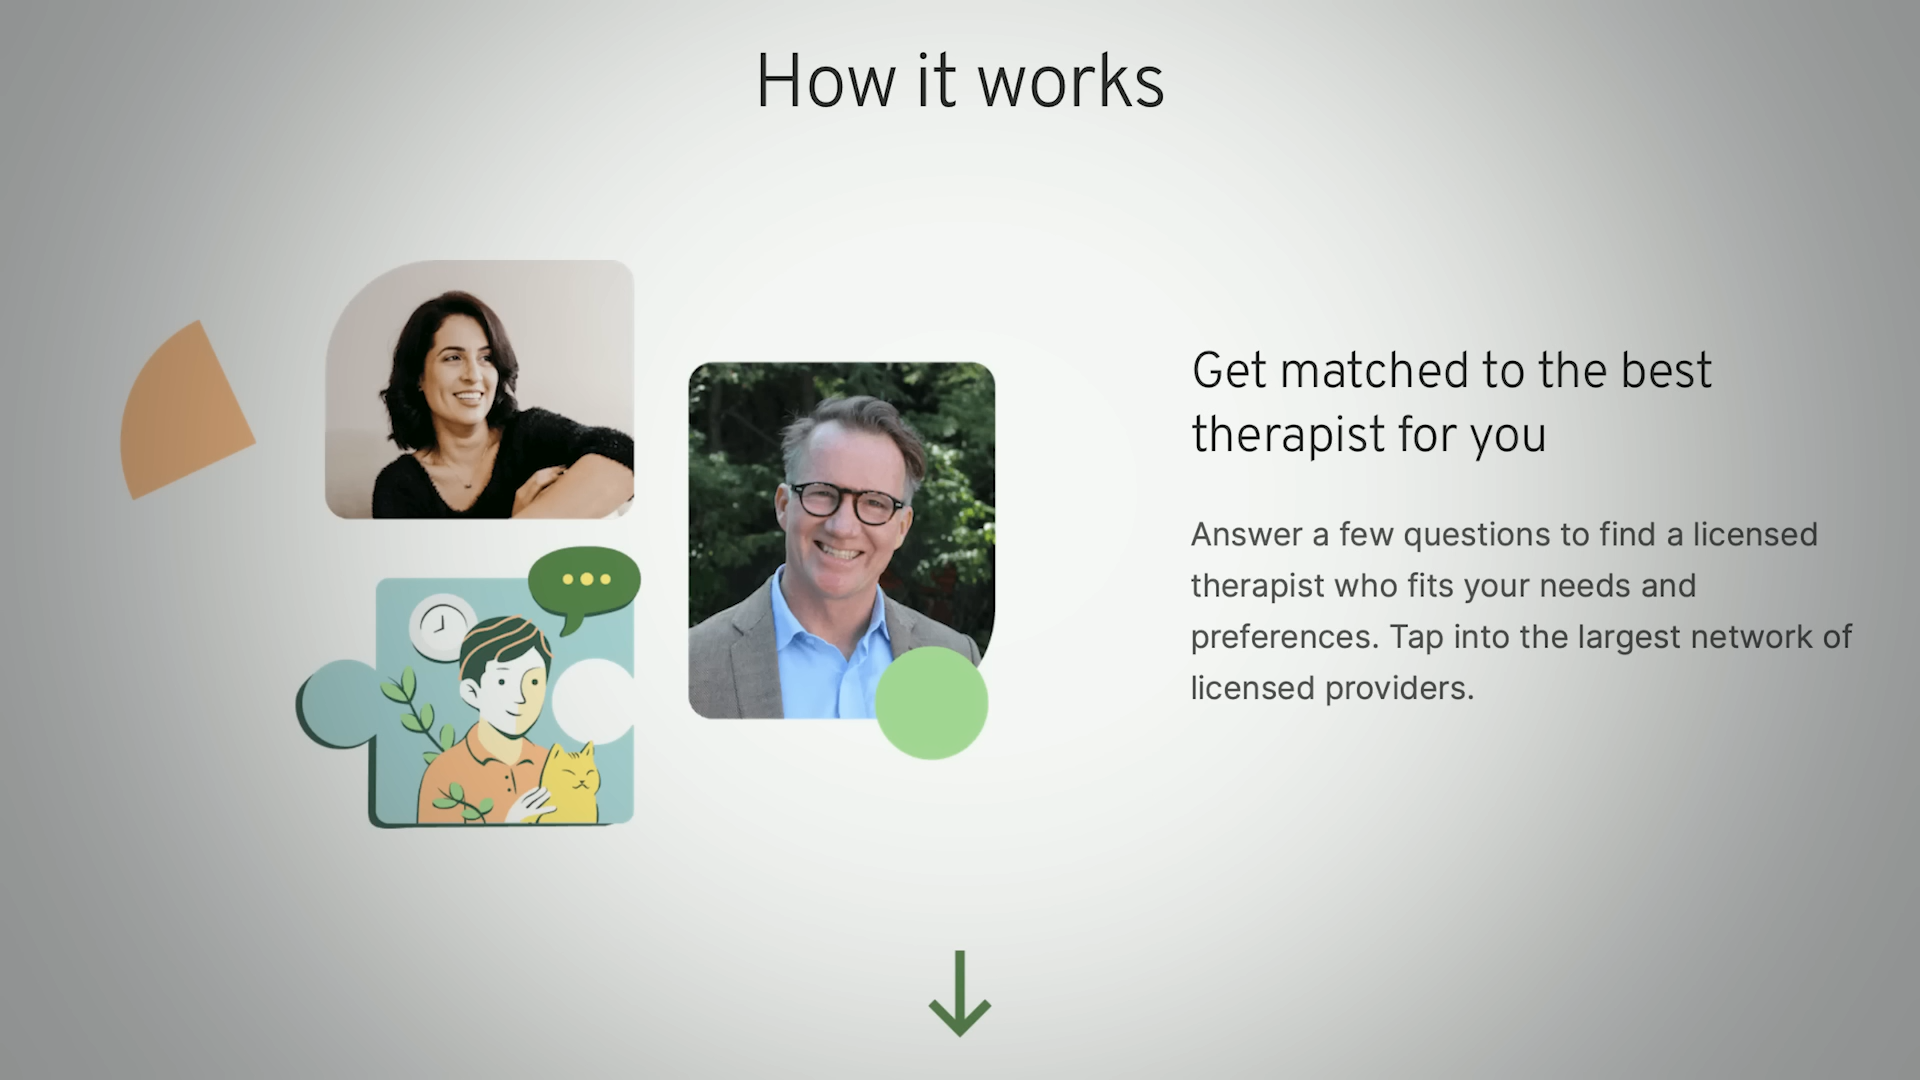 How it works
Get matched to the best
therapist for you
Answer a few questions to find a licensed
therapist who fits your needs and
preferences. Tap into the largest network of
licensed providers.